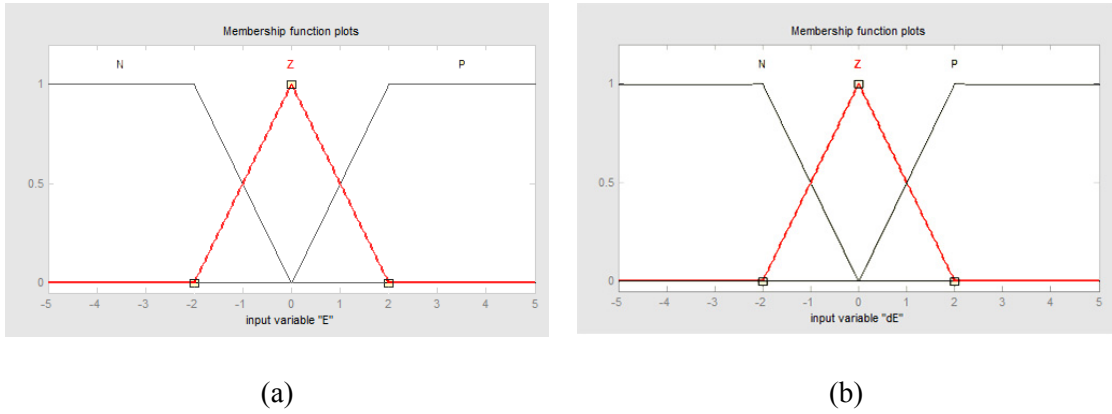 Membership function plots
N Z P
1
0.5
0
-5 -4 -3 -2 -1 0 1 2 3 4 5
input variable "E"
(a)
Membership function plots
N Z P
1
0.5
0
-5 -4 -3 -2 -1 0 1 2 3 4 5
input variable "dE"
(b)